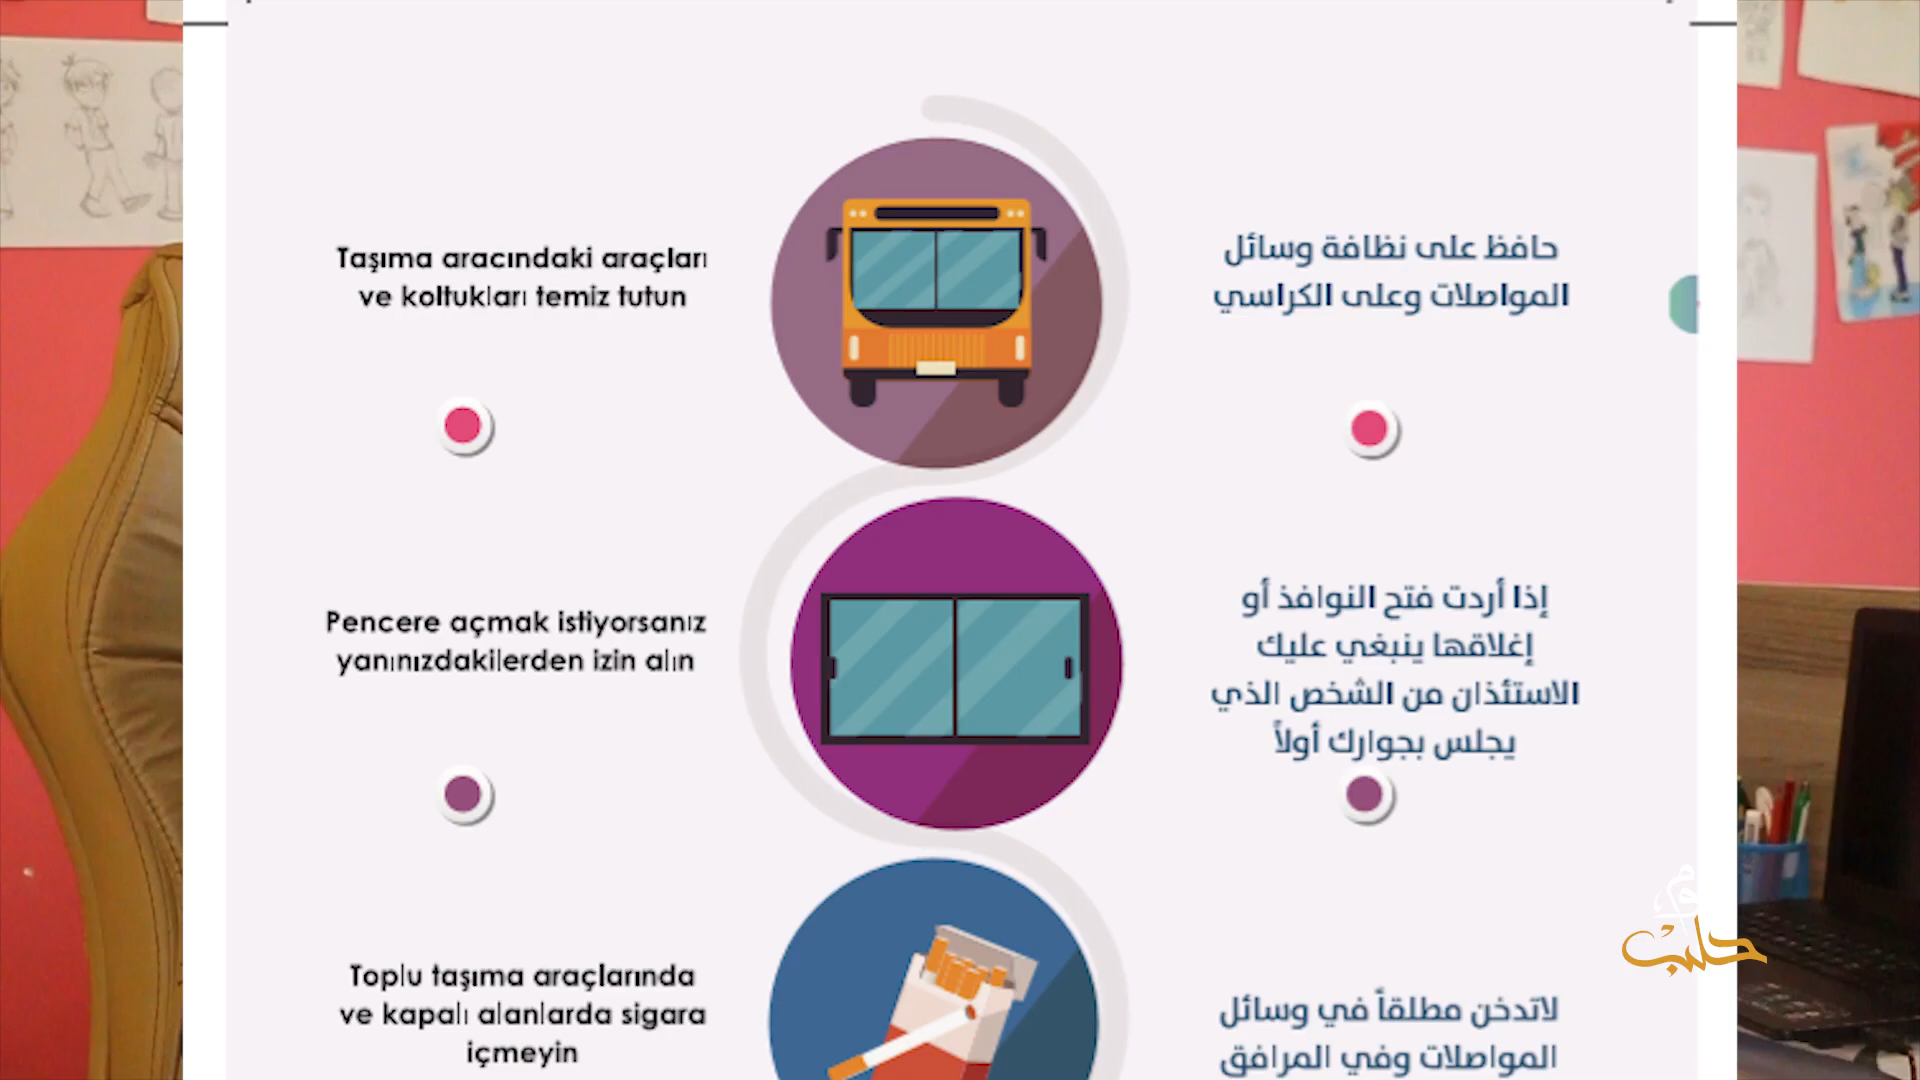 Taşıma aracındaki araçları
ve koltukları temiz tutun
حافظ على نظافة وسائل
المواصلات وعلى الكراسي
Pencere açmak istiyorsanız
yanınızdakilerden izin alın
إذا أردت فتح النوافذ أو
إغلاقها ينبغي عليك
الاستئذان من الشخص الذي
يجلس بجوارك أولاً
Toplu taşıma araçlarında
ve kapalı alanlarda sigara
içmeyin
لاتدخن مطلقاً في وسائل
المواصلات وفي المرافق
حلب